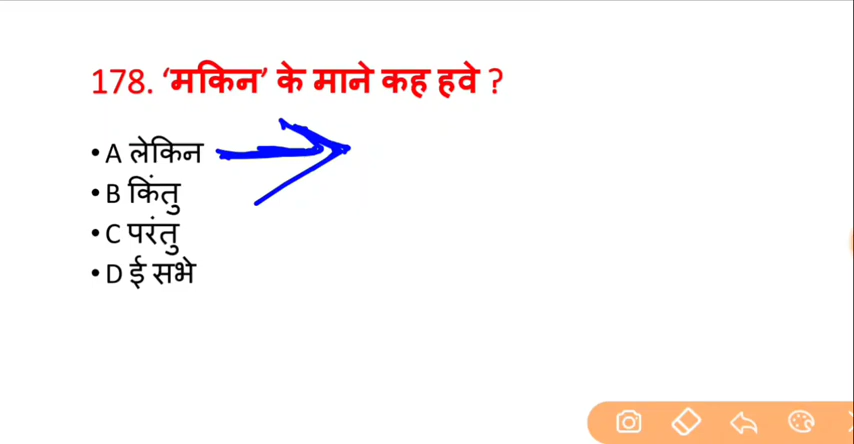 178. ‘मकिन’ के माने कह हवे ?
• A लेकिन
• B किंतु
• C परंतु
• D ई सभे